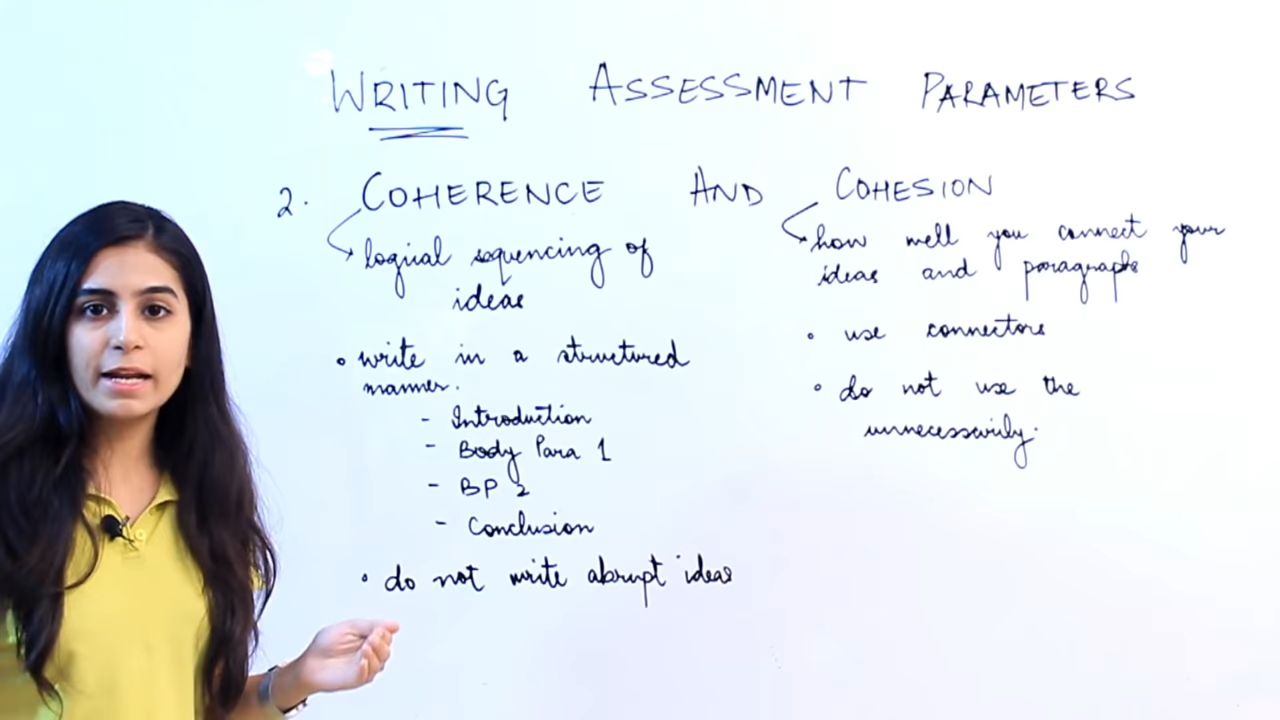 WRITING ASSESSMENT PARAMETERS
2. COHERENCE AND COHESION
logical sequencing of
ideas
• write in a structured
manner.
- Introduction
- Body Para 1
- BP 2
- Conclusion
• do not write abrupt ideas
how well you connect your
ideas and paragraphs
• use connectors
• do not use the
unnecessarily.